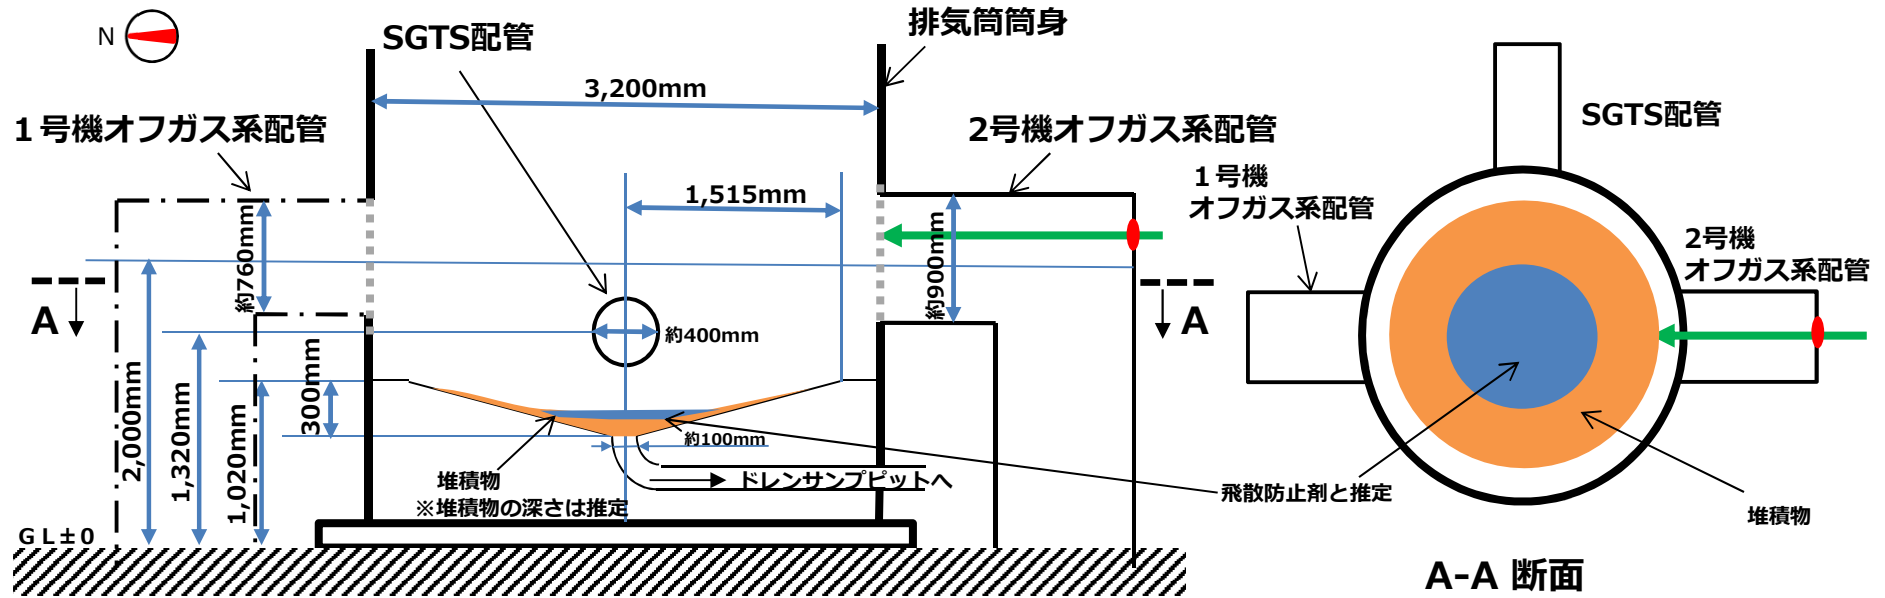 N
SGTS配管
排気筒筒身
3,200mm
１号機オフガス系配管
2号機オフガス系配管
SGTS配管
１号機
オフガス系配管
1,515mm
約760mm
約900mm
2号機
オフガス系配管
A
A
約400mm
2,000mm
1,320mm
1,020mm
300mm
約100mm
堆積物
※堆積物の深さは推定
ドレンサンプピットへ
飛散防止剤と推定
堆積物
ＧＬ±０
A-A 断面